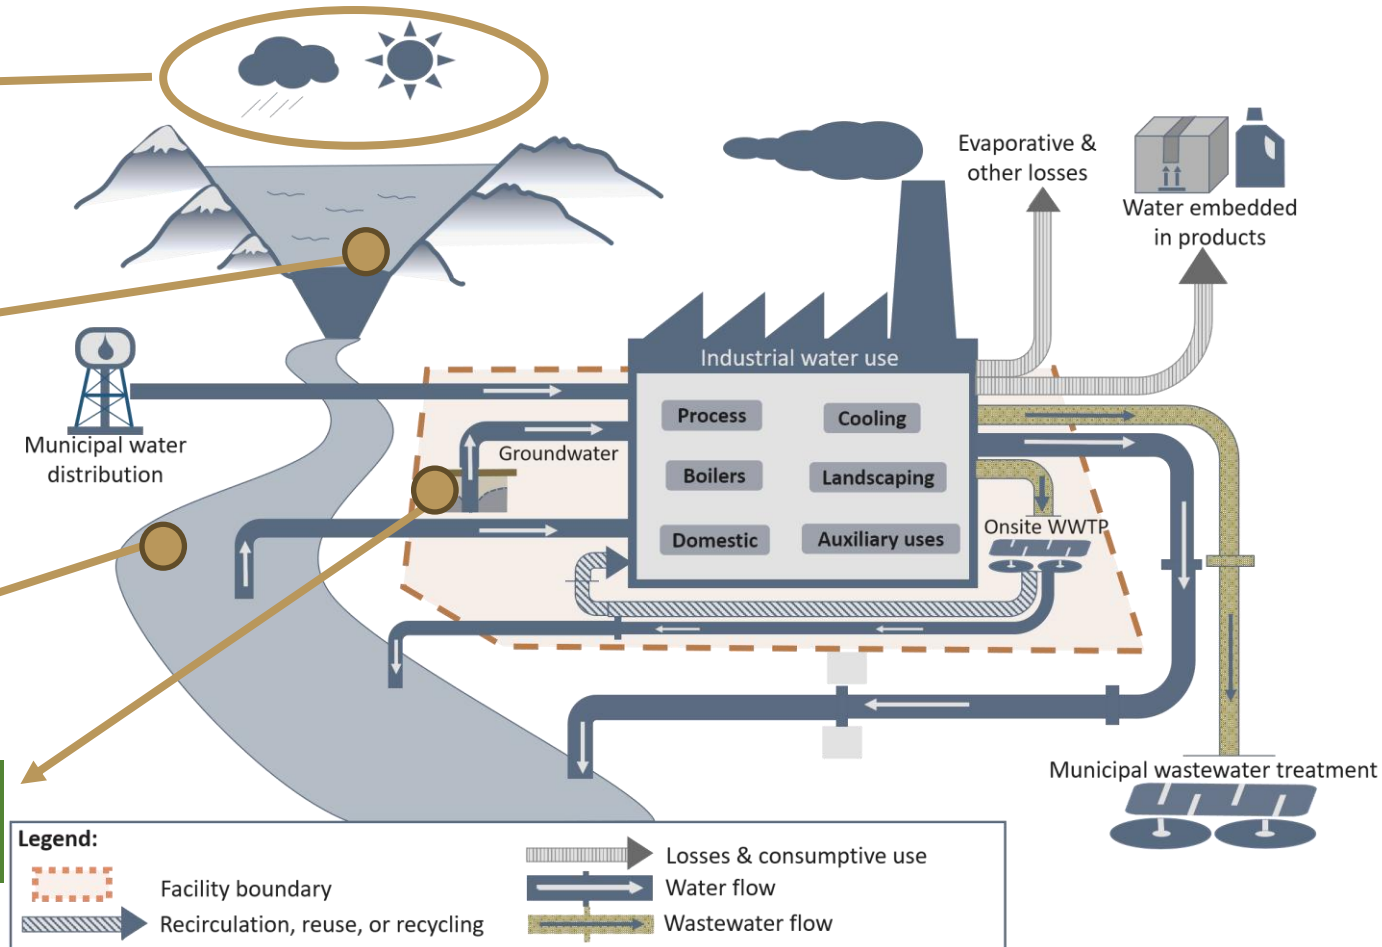 Evaporative &
other losses
Water embedded
in products
Industrial water use
Process
Cooling
Municipal water
distribution
Groundwater
Boilers
Landscaping
Onsite WWTP
Domestic
Auxiliary uses
Municipal wastewater treatment
Legend:
Facility boundary
Recirculation, reuse, or recycling
Losses & consumptive use
Water flow
Wastewater flow